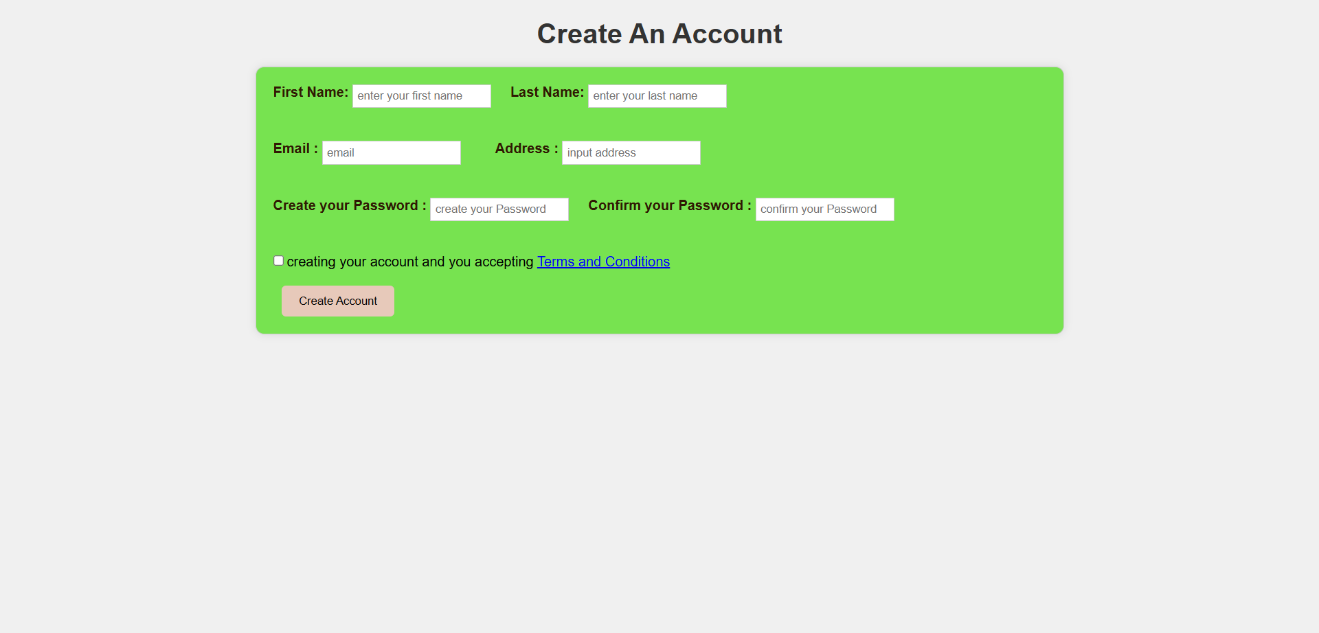 Create An Account
First Name: enter your first name Last Name: enter your last name
Email : email Address : input address
Create your Password : create your Password Confirm your Password : confirm your Password
creating your account and you accepting Terms and Conditions
Create Account